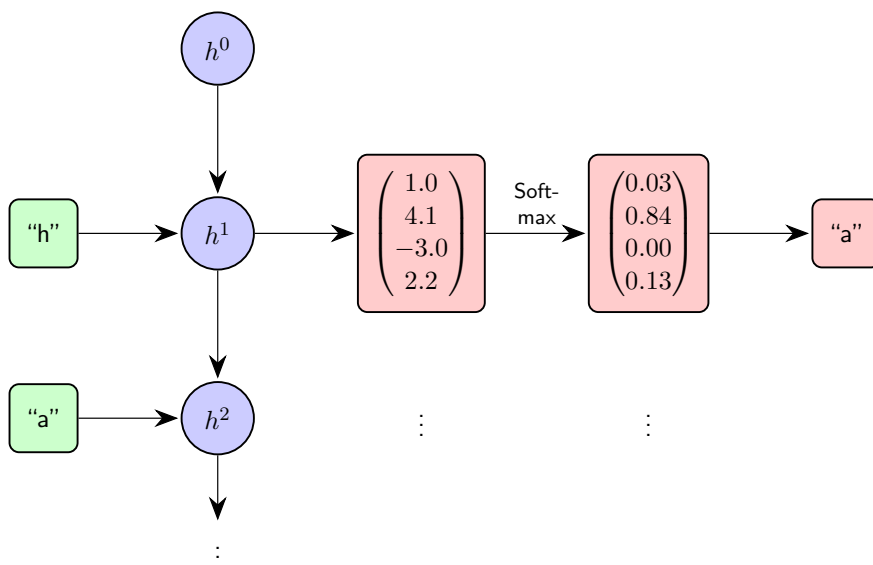 h⁰
“h”
h¹
1.0
4.1
−3.0
2.2
Soft-
max
0.03
0.84
0.00
0.13
“a”
“a”
h²
⋮
⋮
: